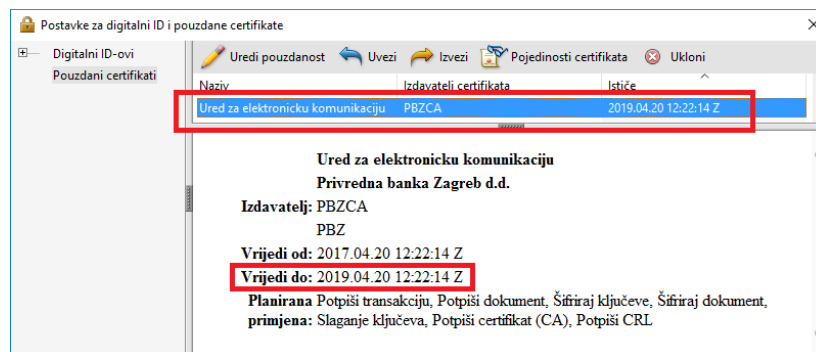 Postavke za digitalni ID i pouzdane certifikate
Digitalni ID-ovi
Pouzdani certifikati
Uredi pouzdanost Uvezi Izvezi Pojedinosti certifikata Ukloni
Naziv Izdavatelj certifikata Ističe
Ured za elektronicku komunikaciju PBZCA 2019.04.20 12:22:14 Z
Ured za elektronicku komunikaciju
Privredna banka Zagreb d.d.
Izdavatelj: PBZCA
PBZ
Vrijedi od: 2017.04.20 12:22:14 Z
Vrijedi do: 2019.04.20 12:22:14 Z
Planirana Potpiši transakciju, Potpiši dokument, Šifriraj ključeve, Šifriraj dokument,
primjena: Slaganje ključeva, Potpiši certifikat (CA), Potpiši CRL